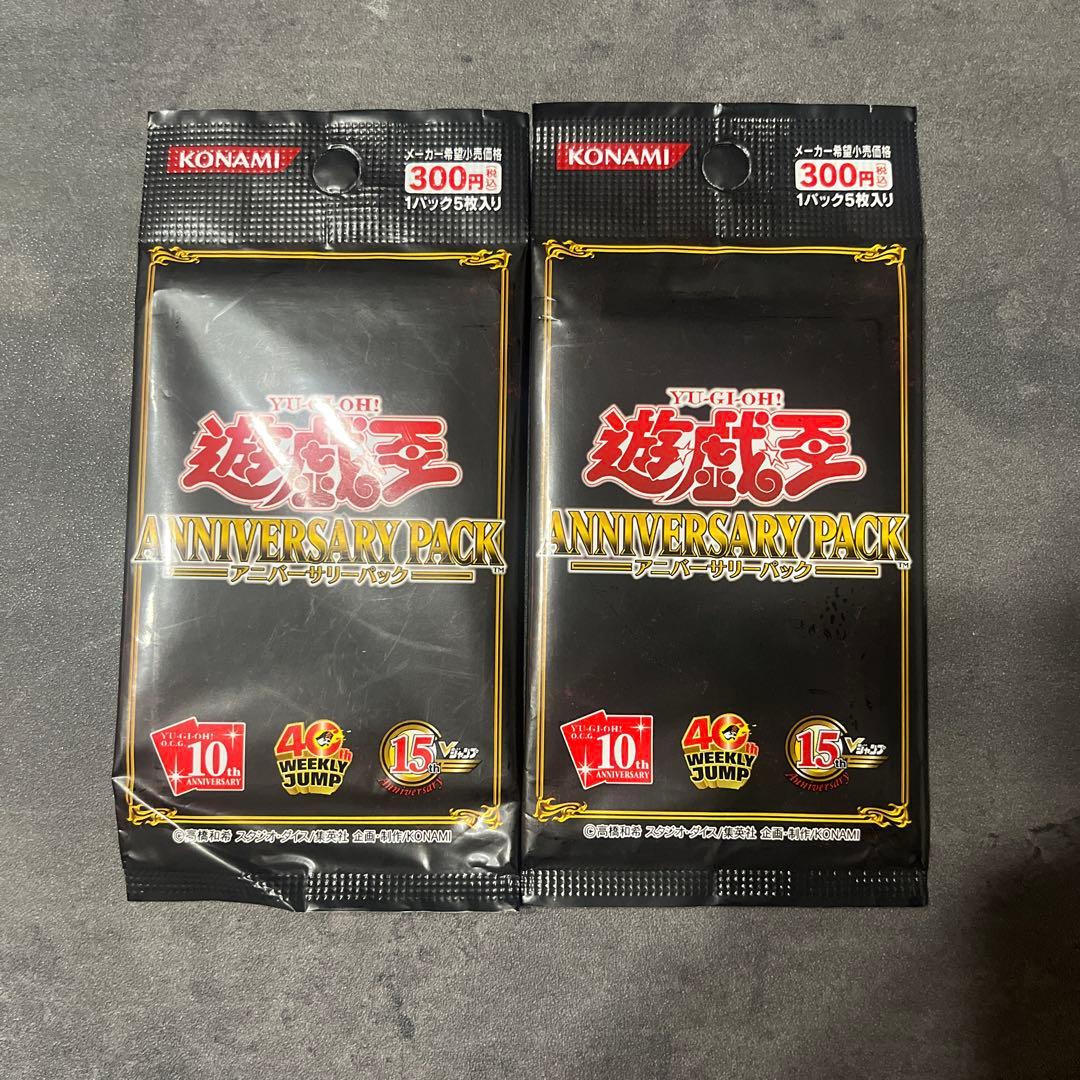 KONAMI
メーカー希望小売価格
300円(税込)
1パック5枚入り
YU-GI-OH!
遊☆戯☆王
ANNIVERSARY PACK™
アニバーサリーパック
YU-GI-OH!
O.C.G.
10th
ANNIVERSARY
40th
WEEKLY
JUMP
15th
Vジャンプ
Anniversary
©高橋和希 スタジオ・ダイス/集英社 企画・制作/KONAMI
KONAMI
メーカー希望小売価格
300円(税込)
1パック5枚入り
YU-GI-OH!
遊☆戯☆王
ANNIVERSARY PACK™
アニバーサリーパック
YU-GI-OH!
O.C.G.
10th
ANNIVERSARY
40th
WEEKLY
JUMP
15th
Vジャンプ
Anniversary
©高橋和希 スタジオ・ダイス/集英社 企画・制作/KONAMI